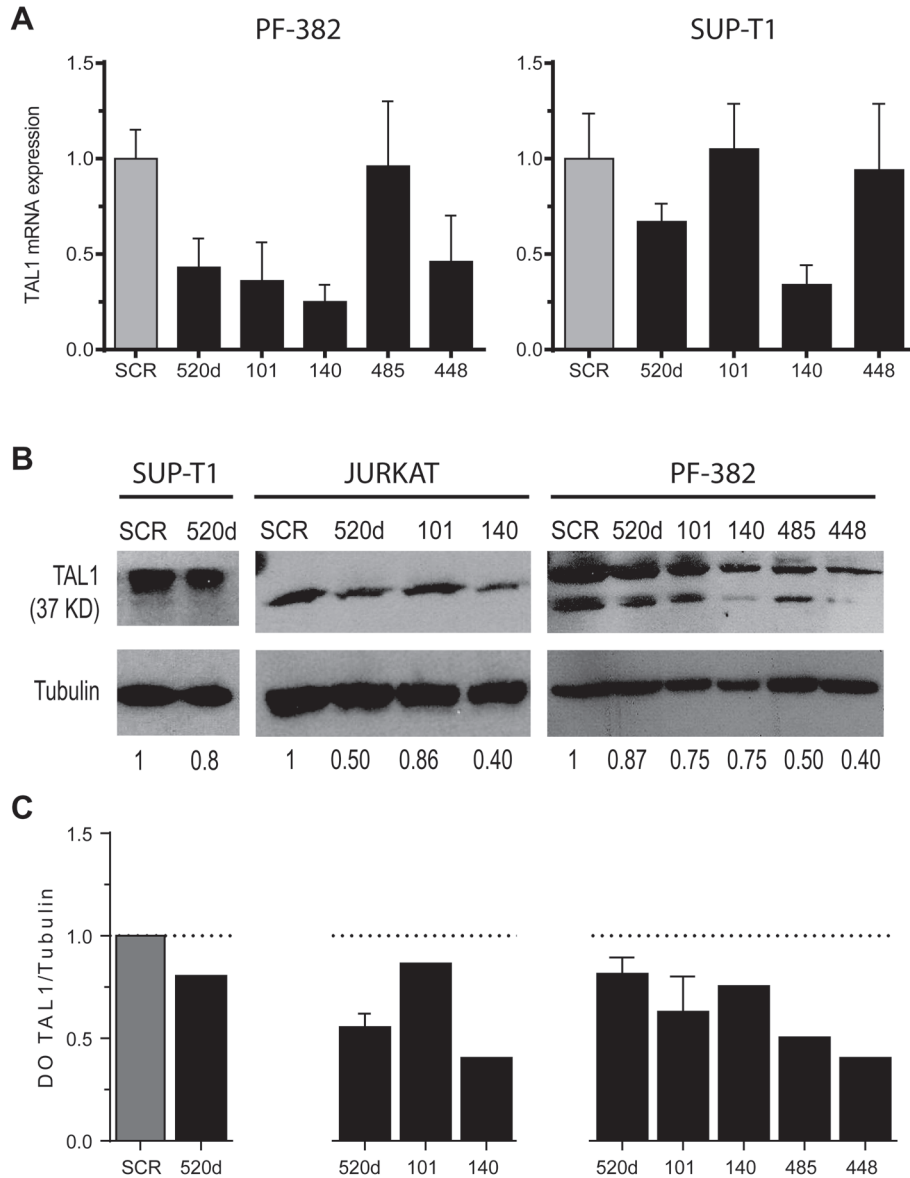 A
PF-382
SUP-T1
TAL1 mRNA expression
1.5
1.0
0.5
0.0
SCR 520d 101 140 485 448
1.5
1.0
0.5
0.0
SCR 520d 101 140 448
B
SUP-T1 JURKAT PF-382
SCR 520d SCR 520d 101 140 SCR 520d 101 140 485 448
TAL1
(37 KD)
Tubulin
1 0.8 1 0.50 0.86 0.40 1 0.87 0.75 0.75 0.50 0.40
C
DO TAL1/Tubulin
1.5
1.0
0.5
0.0
SCR 520d 520d 101 140 520d 101 140 485 448